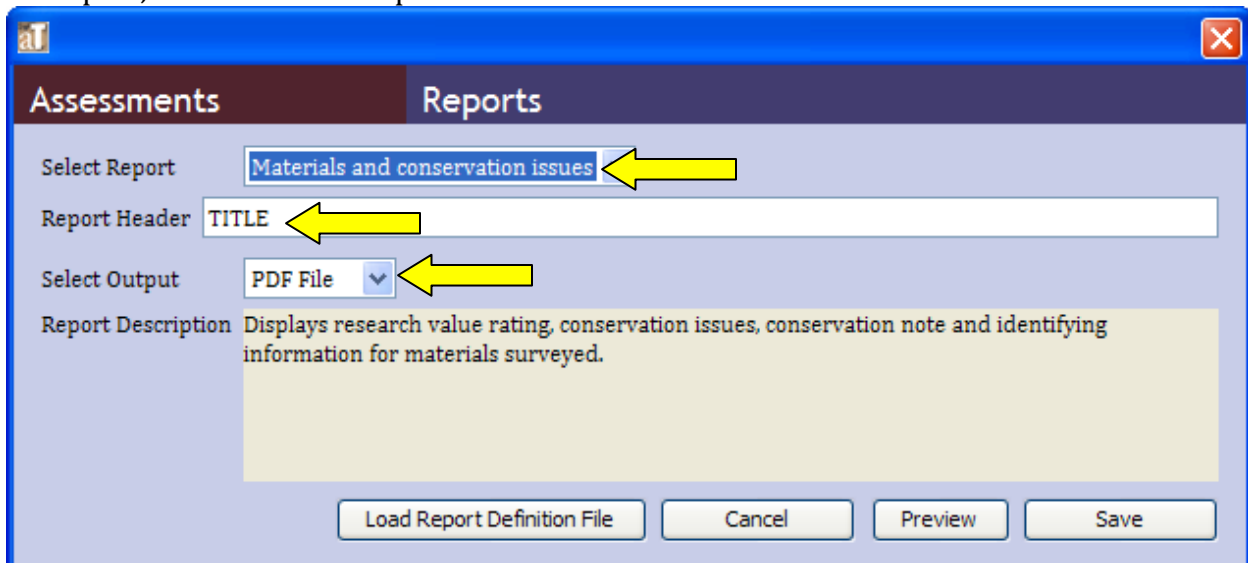 aT
Assessments Reports
Select Report Materials and conservation issues
Report Header TITLE
Select Output PDF File
Report Description Displays research value rating, conservation issues, conservation note and identifying
information for materials surveyed.
Load Report Definition File Cancel Preview Save